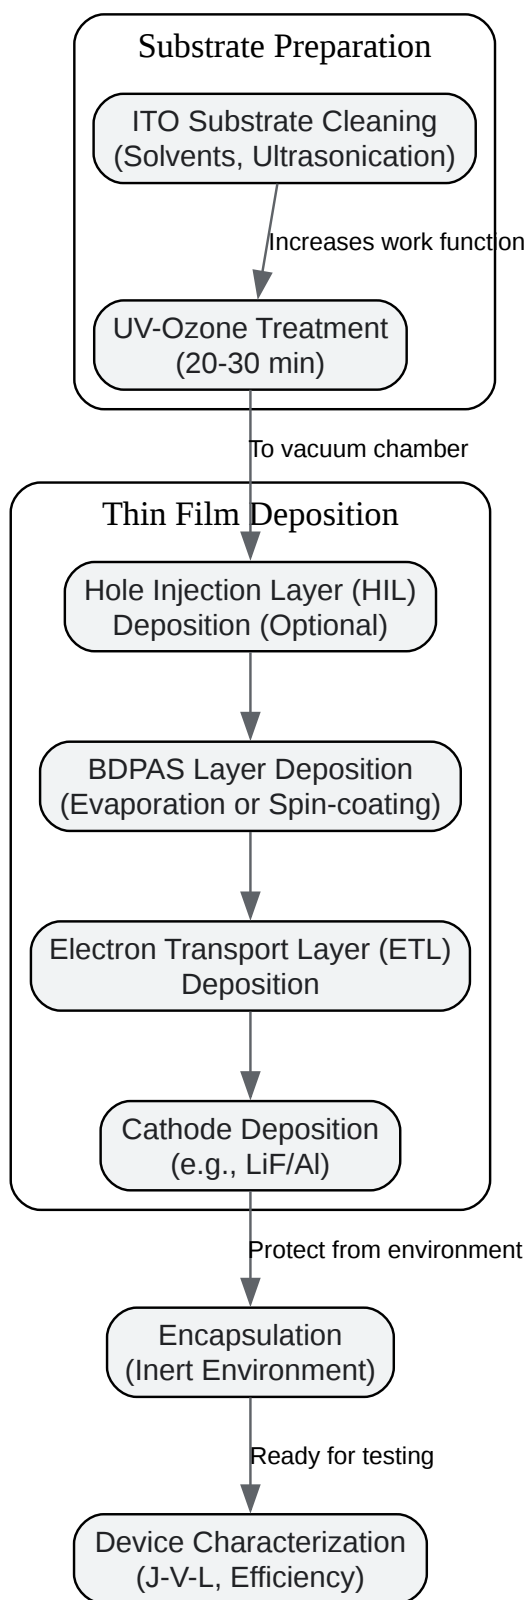 Substrate Preparation
ITO Substrate Cleaning
(Solvents, Ultrasonication)
Increases work function
UV-Ozone Treatment
(20-30 min)
To vacuum chamber
Thin Film Deposition
Hole Injection Layer (HIL)
Deposition (Optional)
BDPAS Layer Deposition
(Evaporation or Spin-coating)
Electron Transport Layer (ETL)
Deposition
Cathode Deposition
(e.g., LiF/Al)
Protect from environment
Encapsulation
(Inert Environment)
Ready for testing
Device Characterization
(J-V-L, Efficiency)